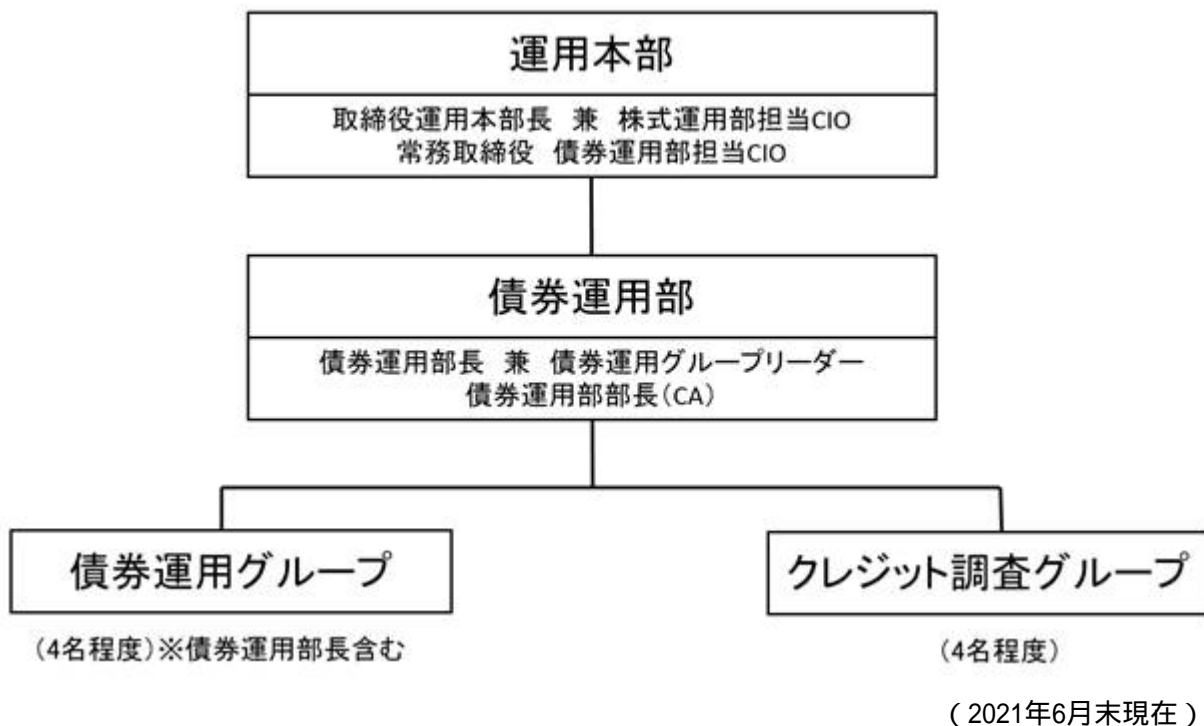 運用本部
取締役運用本部長　兼　株式運用部担当CIO
常務取締役　債券運用部担当CIO
債券運用部
債券運用部長　兼　債券運用グループリーダー
債券運用部部長（CA）
債券運用グループ
クレジット調査グループ
（4名程度）※債券運用部長含む
（4名程度）
（2021年6月末現在）